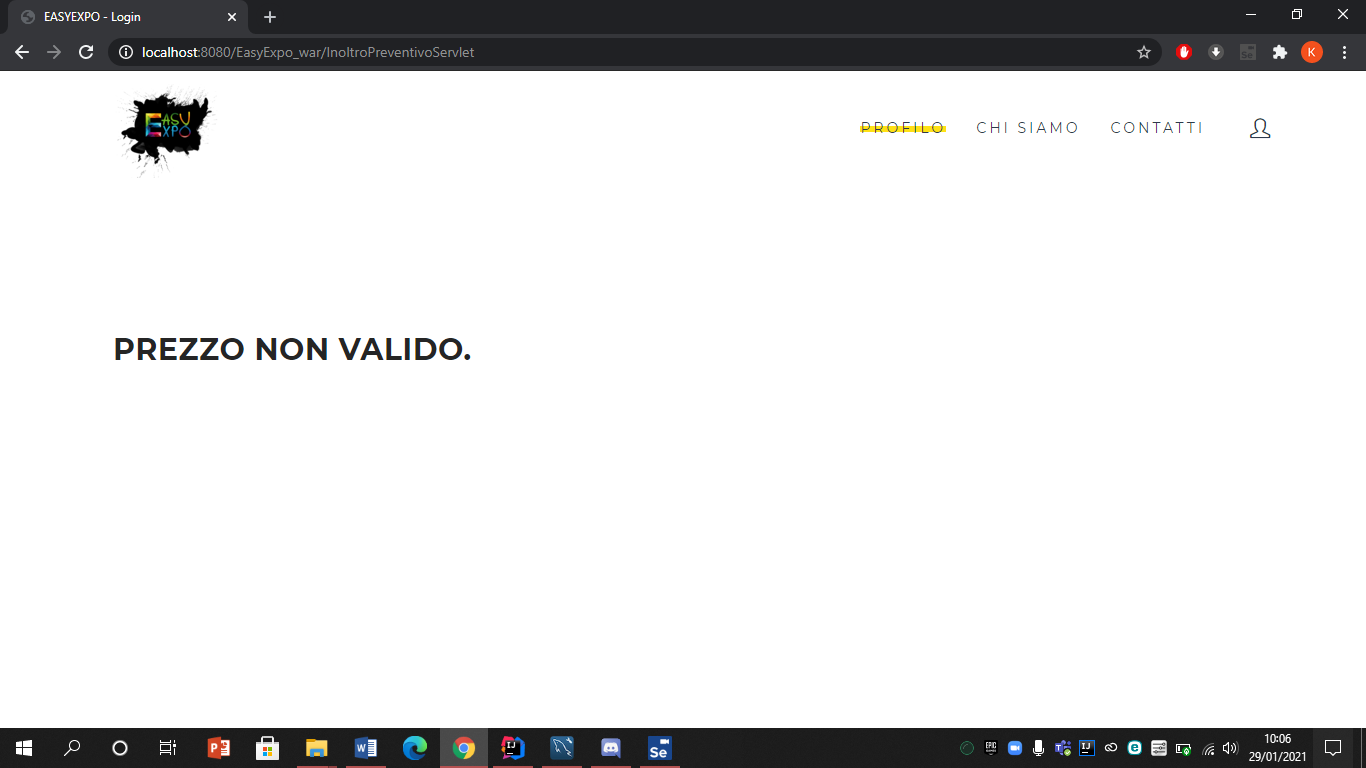 EASYEXPO - Login
localhost:8080/EasyExpo_war/InoltroPreventivoServlet
K
EASY
EXPO
PROFILO
CHI SIAMO
CONTATTI
PREZZO NON VALIDO.
10:06
29/01/2021